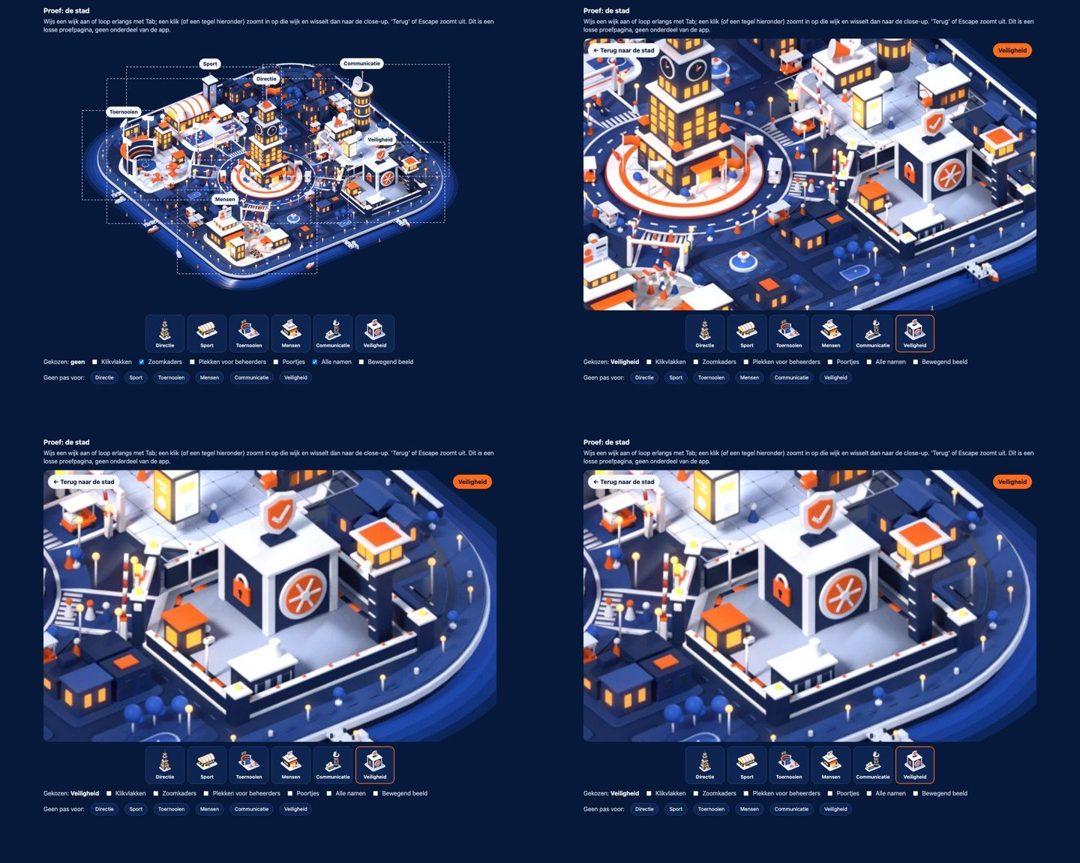 Proef: de stad
Wijs een wijk aan of loop erlangs met Tab; een klik (of een tegel hieronder) zoomt in op die wijk en wisselt dan naar de close-up. 'Terug' of Escape zoomt uit. Dit is een
losse proefpagina, geen onderdeel van de app.
Sport
Communicatie
Directie
Toernooien
Veiligheid
Mensen
Directie Sport Toernooien Mensen Communicatie Veiligheid
Gekozen: geen Klikvlakken Zoomkaders Plekken voor beheerders Poortjes Alle namen Bewegend beeld
Geen pas voor: Directie Sport Toernooien Mensen Communicatie Veiligheid
Proef: de stad
Wijs een wijk aan of loop erlangs met Tab; een klik (of een tegel hieronder) zoomt in op die wijk en wisselt dan naar de close-up. 'Terug' of Escape zoomt uit. Dit is een
losse proefpagina, geen onderdeel van de app.
← Terug naar de stad Veiligheid
Directie Sport Toernooien Mensen Communicatie Veiligheid
Gekozen: Veiligheid Klikvlakken Zoomkaders Plekken voor beheerders Poortjes Alle namen Bewegend beeld
Geen pas voor: Directie Sport Toernooien Mensen Communicatie Veiligheid
Proef: de stad
Wijs een wijk aan of loop erlangs met Tab; een klik (of een tegel hieronder) zoomt in op die wijk en wisselt dan naar de close-up. 'Terug' of Escape zoomt uit. Dit is een
losse proefpagina, geen onderdeel van de app.
← Terug naar de stad Veiligheid
Directie Sport Toernooien Mensen Communicatie Veiligheid
Gekozen: Veiligheid Klikvlakken Zoomkaders Plekken voor beheerders Poortjes Alle namen Bewegend beeld
Geen pas voor: Directie Sport Toernooien Mensen Communicatie Veiligheid
Proef: de stad
Wijs een wijk aan of loop erlangs met Tab; een klik (of een tegel hieronder) zoomt in op die wijk en wisselt dan naar de close-up. 'Terug' of Escape zoomt uit. Dit is een
losse proefpagina, geen onderdeel van de app.
← Terug naar de stad Veiligheid
Directie Sport Toernooien Mensen Communicatie Veiligheid
Gekozen: Veiligheid Klikvlakken Zoomkaders Plekken voor beheerders Poortjes Alle namen Bewegend beeld
Geen pas voor: Directie Sport Toernooien Mensen Communicatie Veiligheid